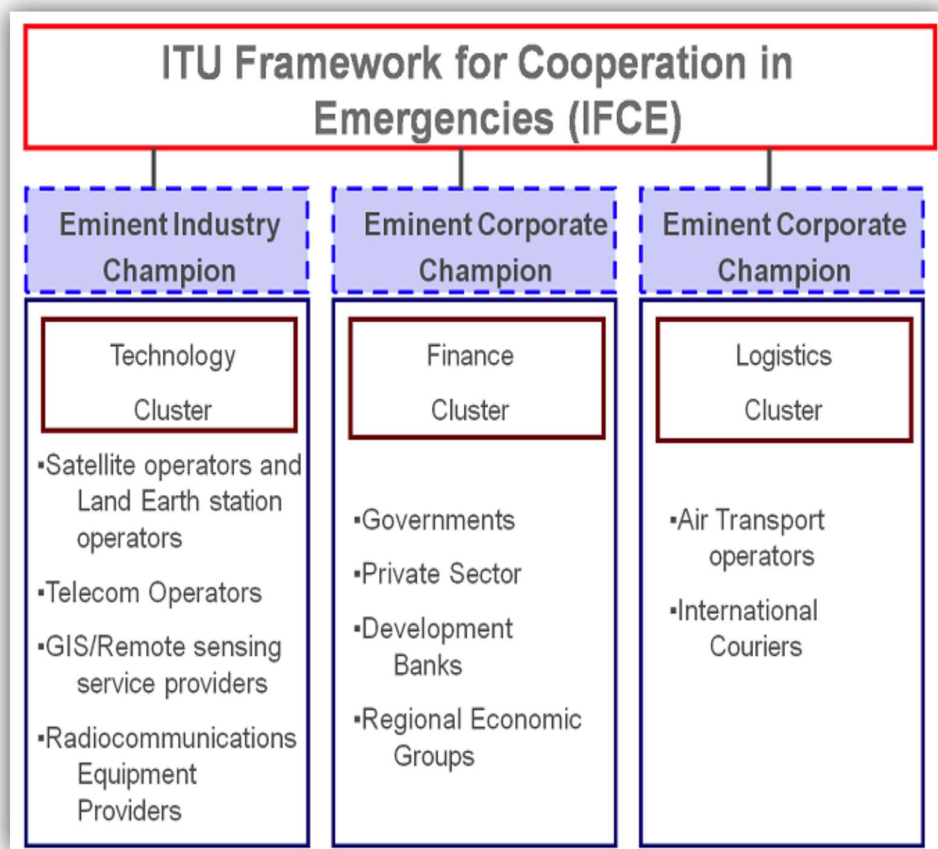 ITU Framework for Cooperation in
Emergencies (IFCE)
Eminent Industry
Champion
Technology
Cluster
▪Satellite operators and
Land Earth station
operators
▪Telecom Operators
▪GIS/Remote sensing
service providers
▪Radiocommunications
Equipment
Providers
Eminent Corporate
Champion
Finance
Cluster
▪Governments
▪Private Sector
▪Development
Banks
▪Regional Economic
Groups
Eminent Corporate
Champion
Logistics
Cluster
▪Air Transport
operators
▪International
Couriers